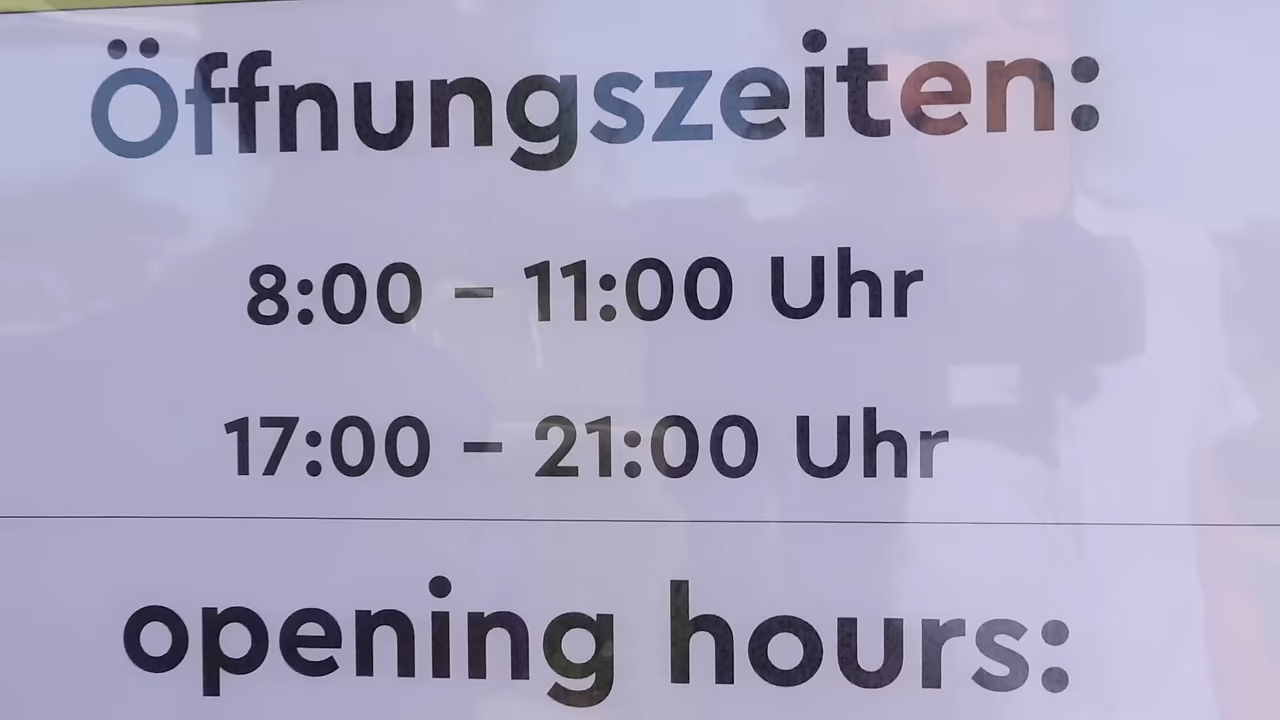 Öffnungszeiten:
8:00 – 11:00 Uhr
17:00 – 21:00 Uhr
opening hours: